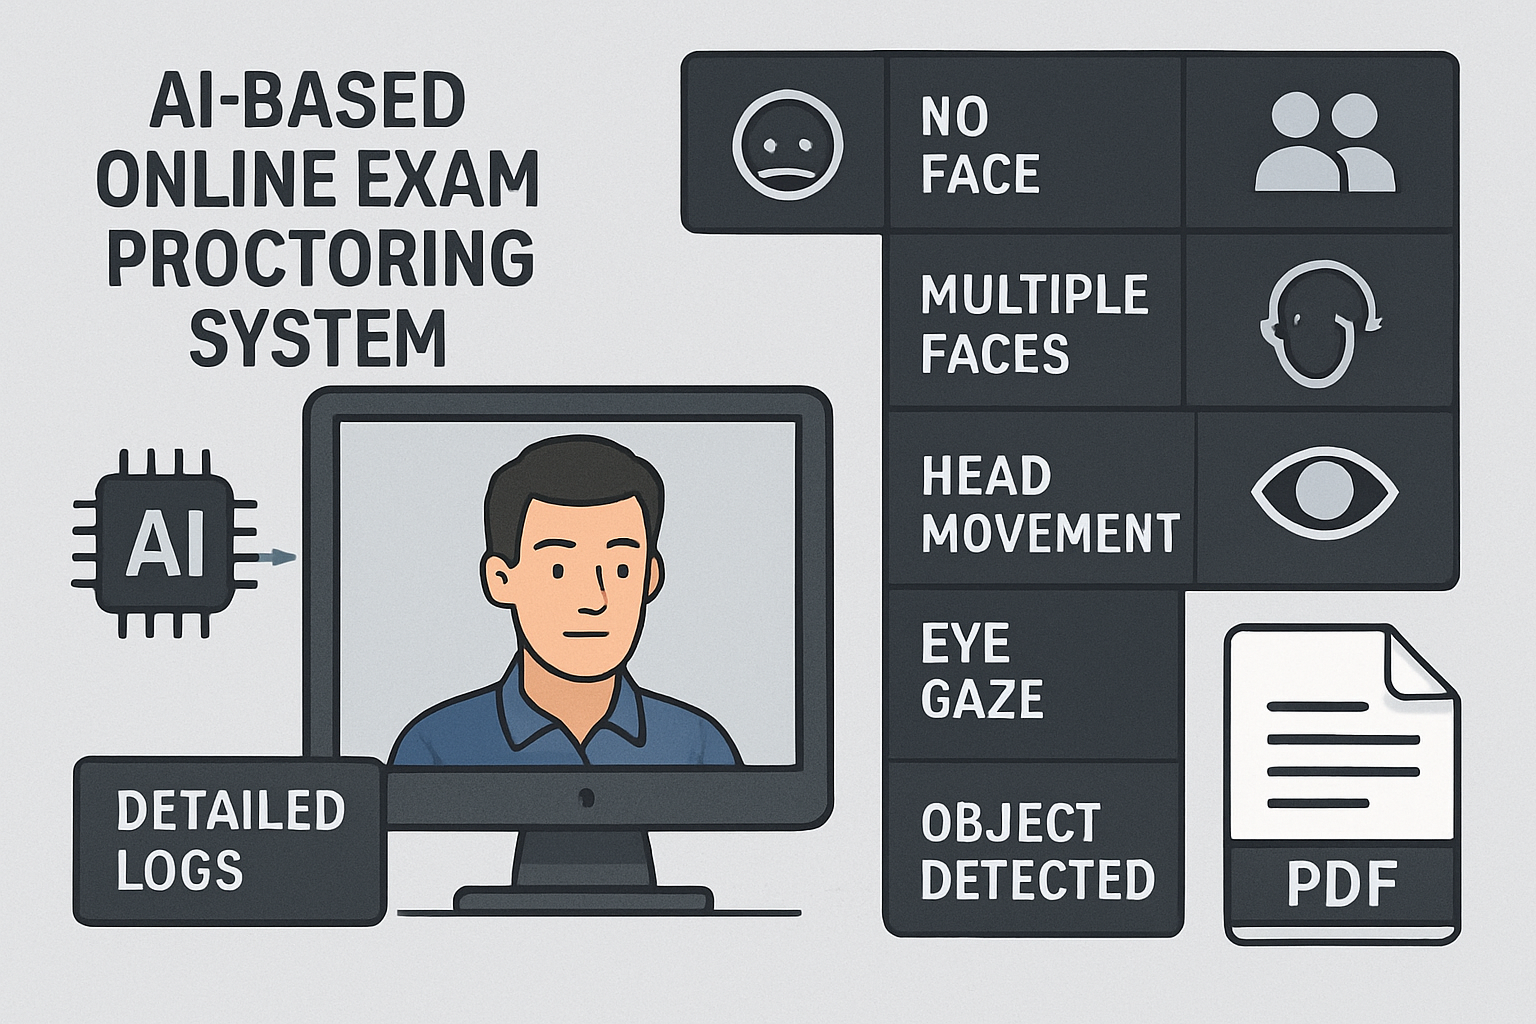 AI-BASED
ONLINE EXAM
PROCTORING
SYSTEM
AI
DETAILED
LOGS
NO
FACE
MULTIPLE
FACES
HEAD
MOVEMENT
EYE
GAZE
OBJECT
DETECTED
PDF